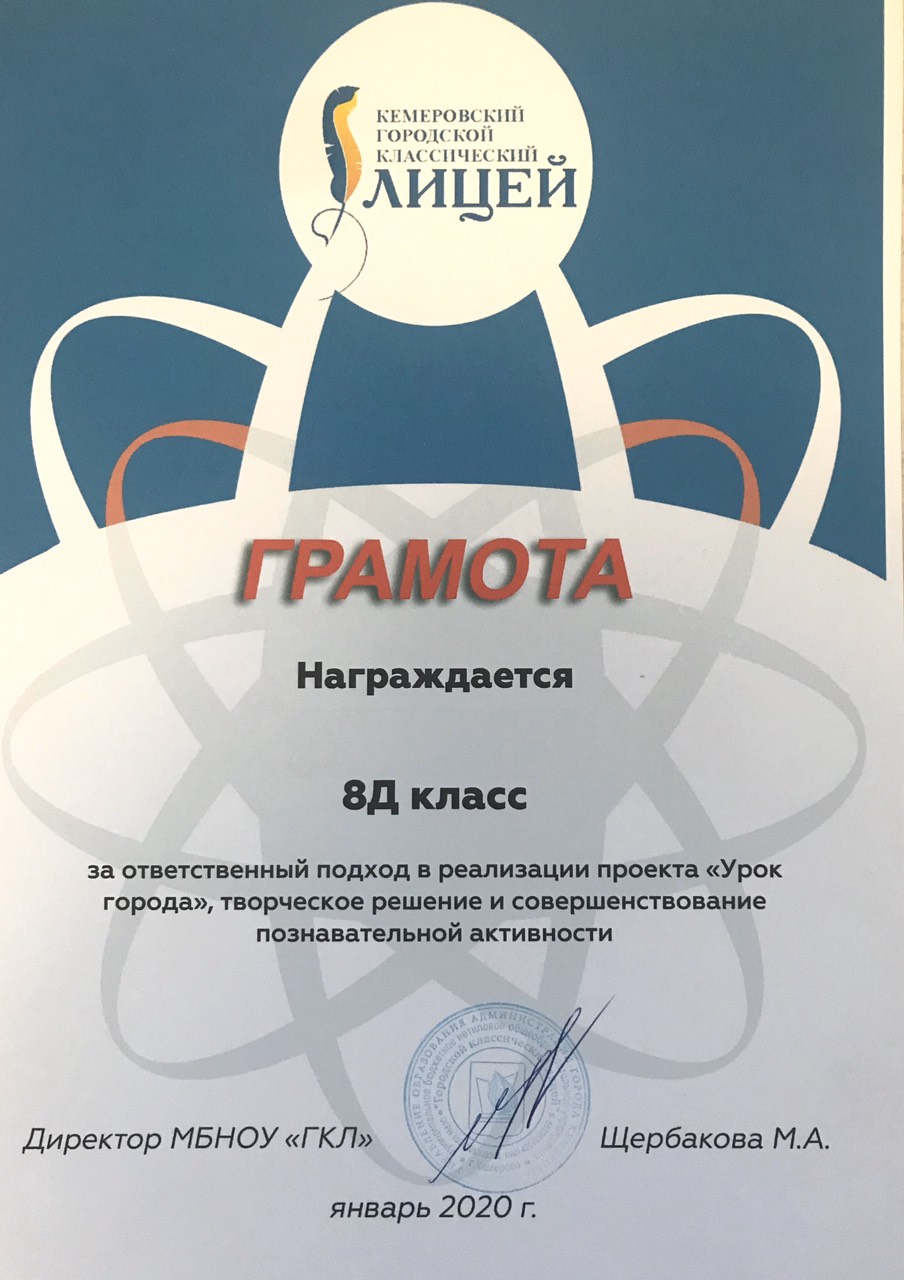 КЕМЕРОВСКИЙ
ГОРОДСКОЙ
КЛАССИЧЕСКИЙ
ЛИЦЕЙ
ГРАМОТА
Награждается
8Д класс
за ответственный подход в реализации проекта «Урок
города», творческое решение и совершенствование
познавательной активности
Директор МБНОУ «ГКЛ»
Щербакова М.А.
январь 2020 г.